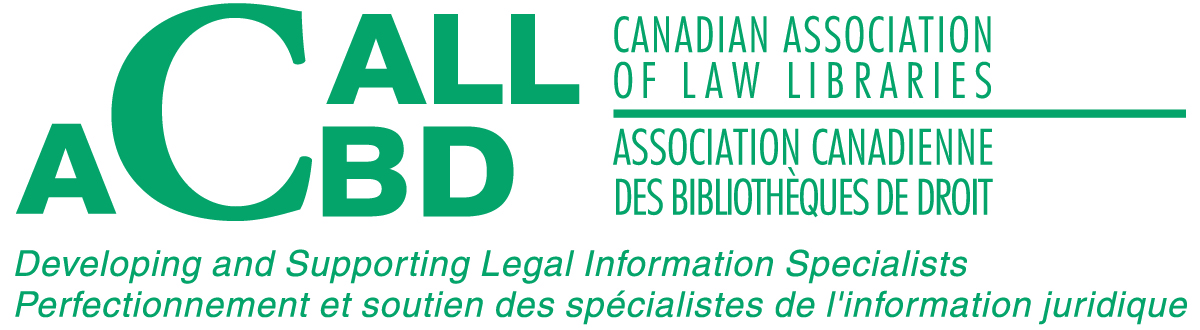 CALL
ACBD
CANADIAN ASSOCIATION
OF LAW LIBRARIES
ASSOCIATION CANADIENNE
DES BIBLIOTHÈQUES DE DROIT
Developing and Supporting Legal Information Specialists
Perfectionnement et soutien des spécialistes de l'information juridique